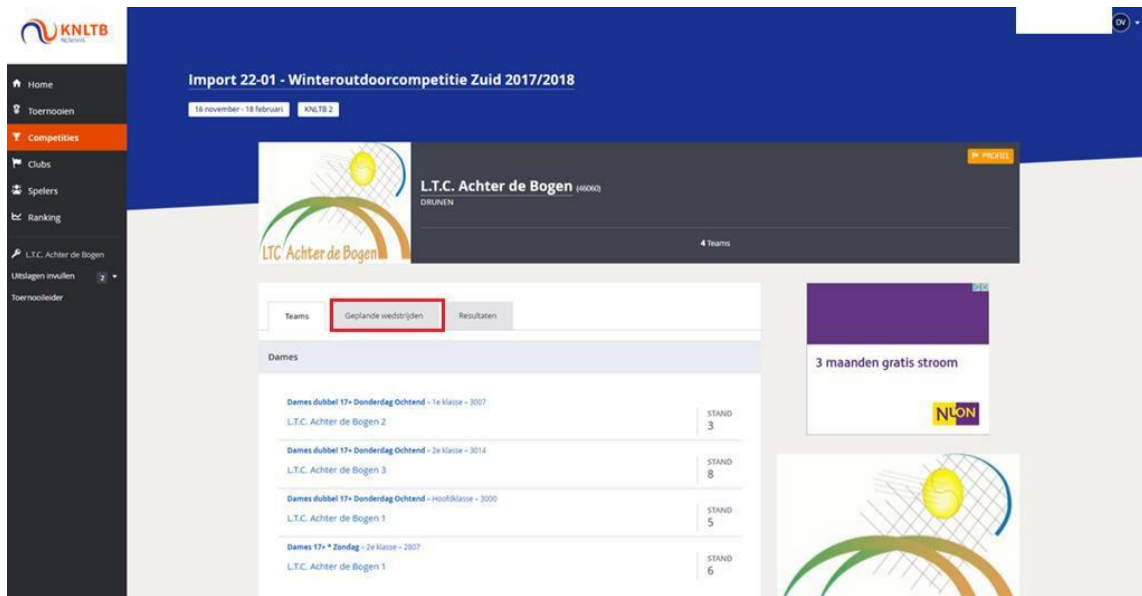 KNLTB
DV
Home
Toernooien
Competities
Clubs
Spelers
Ranking
L.T.C. Achter de Bogen
Uitslagen invullen 2
Toernooileider
Import 22-01 - Winteroutdoorcompetitie Zuid 2017/2018
16 november - 18 februari KNLTB 2
LTC Achter de Bogen
PROFIEL
L.T.C. Achter de Bogen (46060)
DRUNEN
4 Teams
Teams Geplande wedstrijden Resultaten
Dames
Dames dubbel 17+ Donderdag Ochtend – 1e klasse – 3007
L.T.C. Achter de Bogen 2
STAND
3
Dames dubbel 17+ Donderdag Ochtend – 2e klasse – 3014
L.T.C. Achter de Bogen 3
STAND
8
Dames dubbel 17+ Donderdag Ochtend – Hoofdklasse – 3000
L.T.C. Achter de Bogen 1
STAND
5
Dames 17+ * Zondag – 2e klasse – 2807
L.T.C. Achter de Bogen 1
STAND
6
3 maanden gratis stroom
NUON